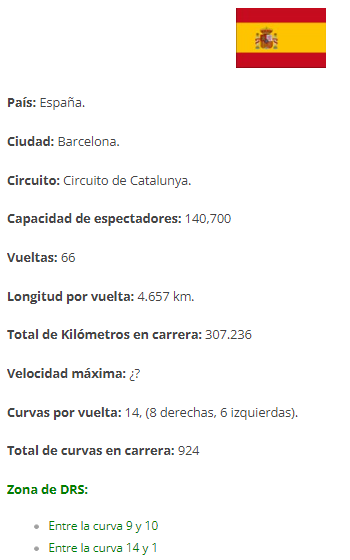 País: España.
Ciudad: Barcelona.
Circuito: Circuito de Catalunya.
Capacidad de espectadores: 140,700
Vueltas: 66
Longitud por vuelta: 4.657 km.
Total de Kilómetros en carrera: 307.236
Velocidad máxima: ¿?
Curvas por vuelta: 14, (8 derechas, 6 izquierdas).
Total de curvas en carrera: 924
Zona de DRS:
Entre la curva 9 y 10
Entre la curva 14 y 1